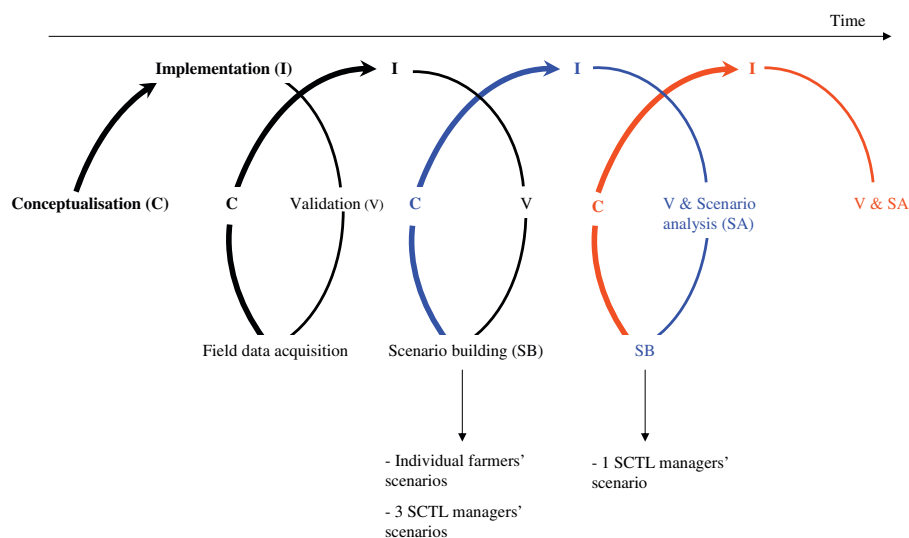 Time
Implementation (I)
I
I
I
Conceptualisation (C)
C
Validation (V)
C
V
C
V & Scenario
analysis (SA)
V & SA
Field data acquisition
Scenario building (SB)
SB
- Individual farmers’
scenarios
- 3 SCTL managers’
scenarios
- 1 SCTL managers’
scenario